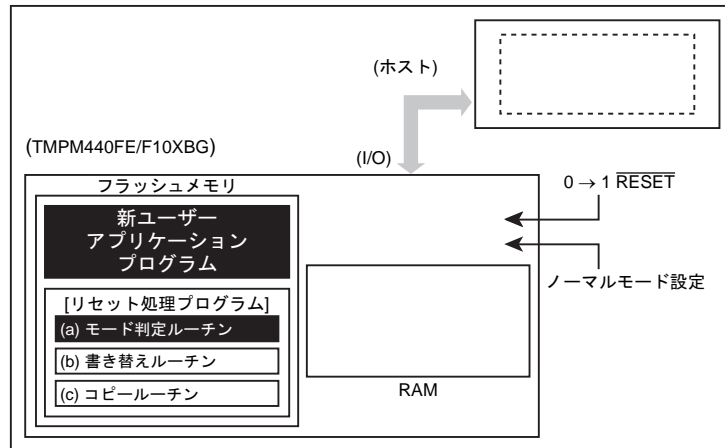 (ホスト)
(TMPM440FE/F10XBG)
(I/O)
フラッシュメモリ
新ユーザー
アプリケーション
プログラム
[リセット処理プログラム]
(a) モード判定ルーチン
(b) 書き替えルーチン
(c) コピールーチン
RAM
0 → 1 RESET
ノーマルモード設定